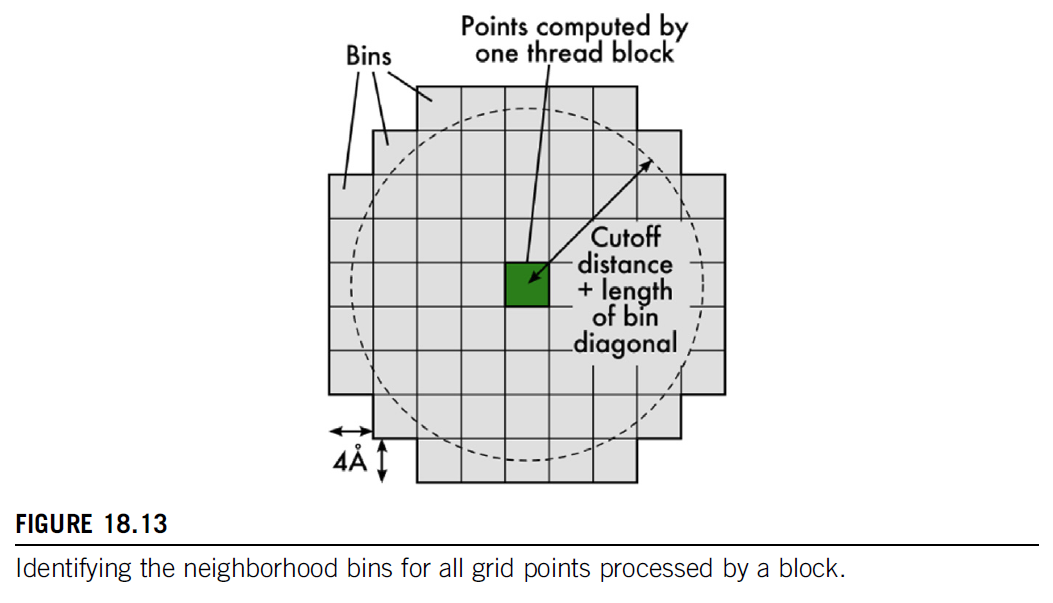 Points computed by
one thread block
Bins
Cutoff
distance
+ length
of bin
diagonal
4Å
FIGURE 18.13
Identifying the neighborhood bins for all grid points processed by a block.